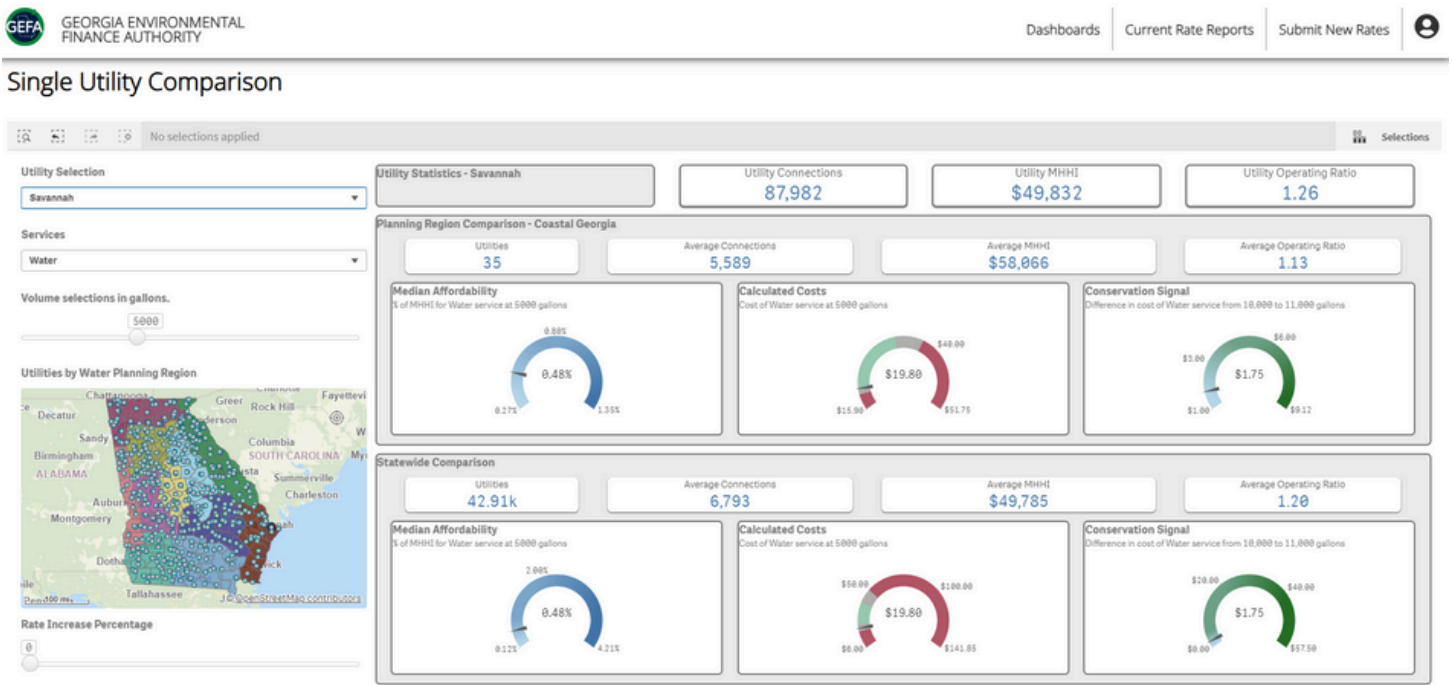 GEFA
GEORGIA ENVIRONMENTAL
FINANCE AUTHORITY
Dashboards
Current Rate Reports
Submit New Rates
Single Utility Comparison
No selections applied
Selections
Utility Selection
Savannah
Services
Water
Volume selections in gallons.
5000
Utilities by Water Planning Region
Chattanooga
Charlotte
Fayettevi
Greer
Rock Hill
Decatur
derson
Sandy
Columbia
W
Birmingham
SOUTH CAROLINA
My
ALABAMA
usta
Summerville
Auburn
Charleston
Montgomery
nah
Dotha
wick
ile
Tallahassee
100 mi
© OpenStreetMap contributors
Rate Increase Percentage
0
Utility Statistics - Savannah
Utility Connections
87,982
Utility MHHI
$49,832
Utility Operating Ratio
1.26
Planning Region Comparison - Coastal Georgia
Utilities
35
Average Connections
5,589
Average MHHI
$58,066
Average Operating Ratio
1.13
Median Affordability
% of MHHI for Water service at 5000 gallons
0.80%
0.48%
0.27%
1.35%
Calculated Costs
Cost of Water service at 5000 gallons
$40.00
$19.80
$15.90
$51.75
Conservation Signal
Difference in cost of Water service from 10,000 to 11,000 gallons
$6.00
$3.00
$1.75
$1.00
$9.12
Statewide Comparison
Utilities
42.91k
Average Connections
6,793
Average MHHI
$49,785
Average Operating Ratio
1.20
Median Affordability
% of MHHI for Water service at 5000 gallons
2.00%
0.48%
0.12%
4.21%
Calculated Costs
Cost of Water service at 5000 gallons
$50.00
$100.00
$19.80
$0.00
$141.85
Conservation Signal
Difference in cost of Water service from 10,000 to 11,000 gallons
$20.00
$40.00
$1.75
$0.00
$57.50